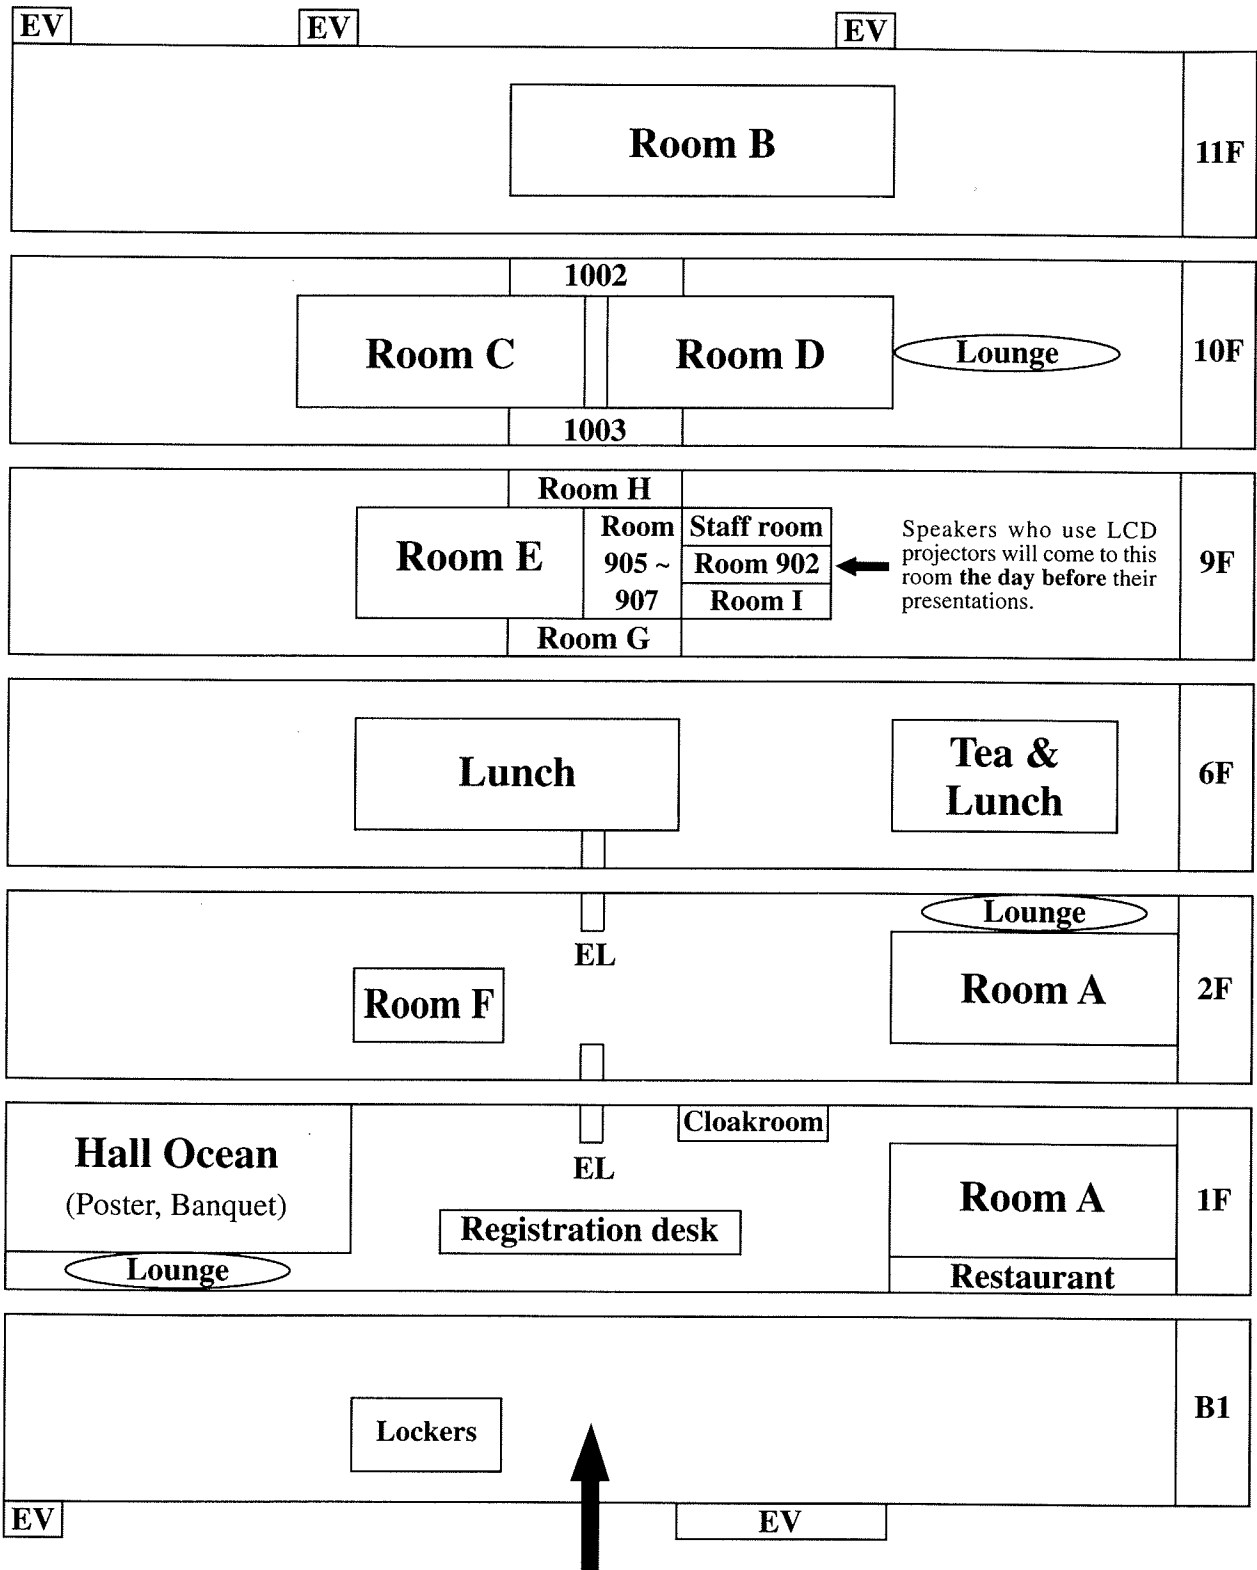 EV EV EV
Room B
11F
1002
Room C Room D Lounge
10F
1003
Room H
Room E
Room
905 ~
907
Staff room
Room 902
Room I
Speakers who use LCD
projectors will come to this
room the day before their
presentations.
9F
Room G
Lunch
Tea &
Lunch
6F
Lounge
EL
Room F
Room A
2F
Cloakroom
Hall Ocean
(Poster, Banquet)
EL
Room A
1F
Registration desk
Lounge
Restaurant
Lockers
B1
EV EV